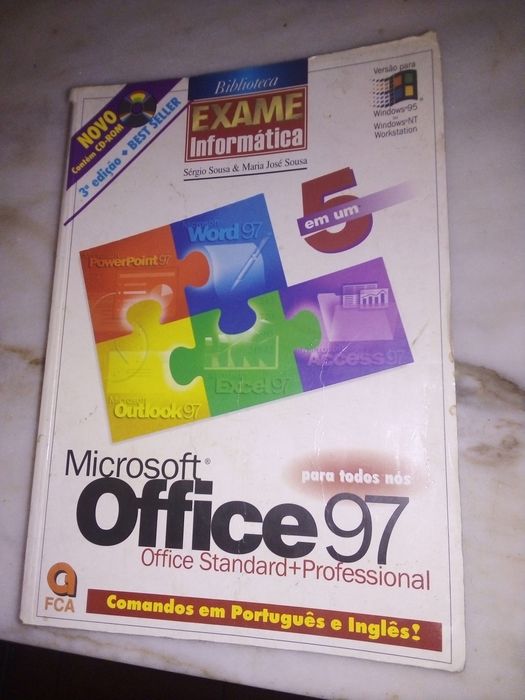 NOVO
Contém CD-ROM
3ª edição + BEST SELLER
Biblioteca
EXAME
Informática
Sérgio Sousa & Maria José Sousa
Versão para
Windows 95
Windows NT
Workstation
5
em um
PowerPoint 97
Microsoft
Word 97
Microsoft
Outlook 97
Excel 97
Access 97
Microsoft®
Office 97
para todos nós
Office Standard+Professional
FCA
Comandos em Português e Inglês!